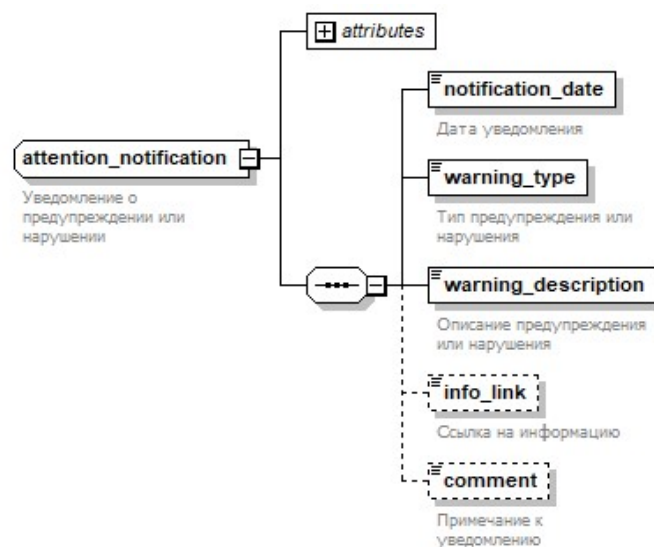 attributes
notification_date
Дата уведомления
attention_notification
Уведомление о
предупреждении или
нарушении
warning_type
Тип предупреждения или
нарушения
warning_description
Описание предупреждения
или нарушения
info_link
Ссылка на информацию
comment
Примечание к
уведомлению